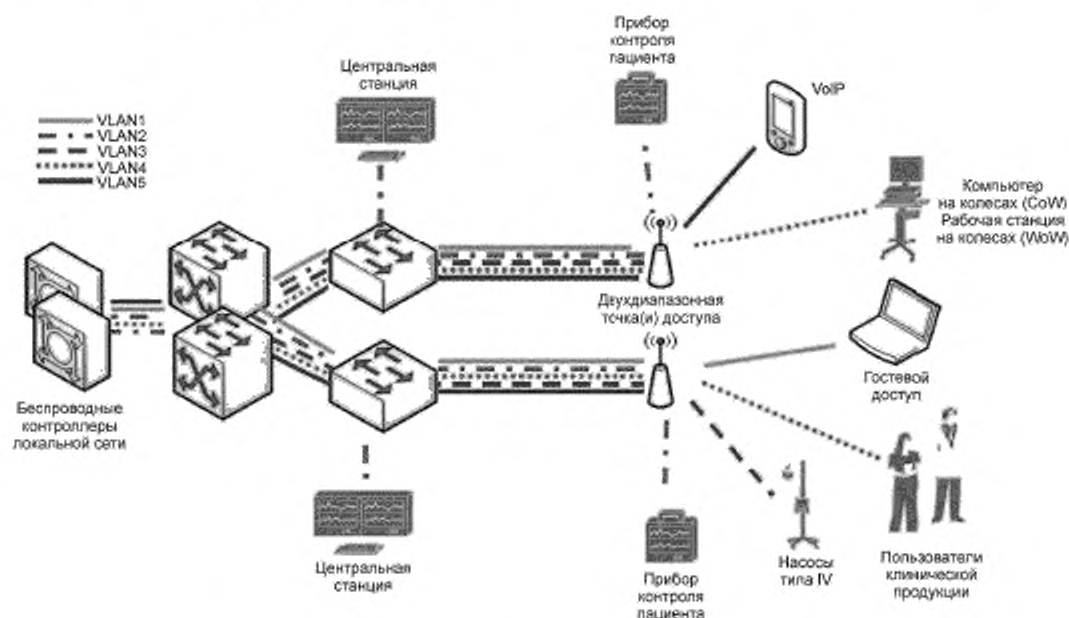 VLAN1
VLAN2
VLAN3
VLAN4
VLAN5
Центральная
станция
Прибор
контроля
пациента
VoIP
Компьютер
на колесах (CoW)
Рабочая станция
на колесах (WoW)
Двухдиапазонная
точка(и) доступа
Гостевой
доступ
Беспроводные
контроллеры
локальной сети
Центральная
станция
Прибор
контроля
пациента
Насосы
типа IV
Пользователи
клинической
продукции